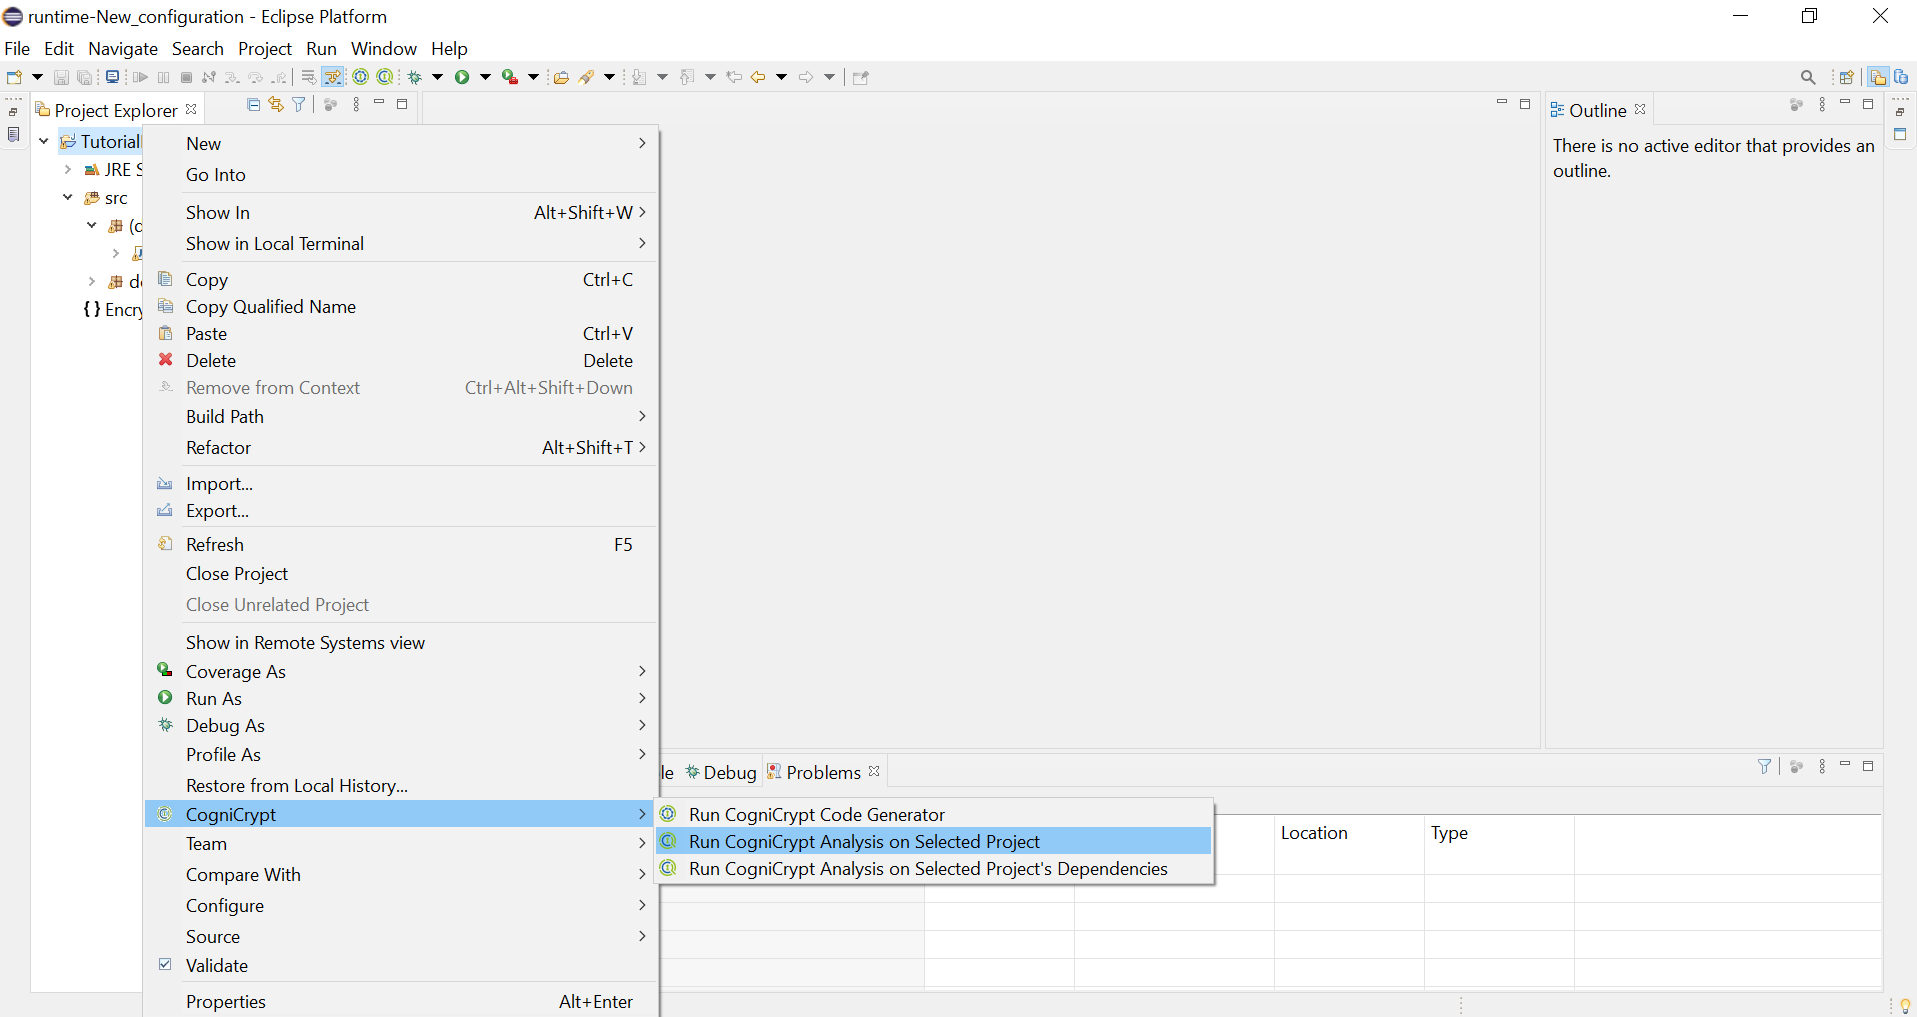 runtime-New_configuration - Eclipse Platform
File Edit Navigate Search Project Run Window Help
Project Explorer
Outline
There is no active editor that provides an
outline.
Tutorial
JRE S
src
(d
de
{} Encry
New
Go Into
Show In Alt+Shift+W
Show in Local Terminal
Copy Ctrl+C
Copy Qualified Name
Paste Ctrl+V
Delete Delete
Remove from Context Ctrl+Alt+Shift+Down
Build Path
Refactor Alt+Shift+T
Import...
Export...
Refresh F5
Close Project
Close Unrelated Project
Show in Remote Systems view
Coverage As
Run As
Debug As
Profile As
Restore from Local History...
CogniCrypt
Team
Compare With
Configure
Source
Validate
Properties Alt+Enter
le Debug Problems
Run CogniCrypt Code Generator
Run CogniCrypt Analysis on Selected Project
Run CogniCrypt Analysis on Selected Project's Dependencies
Location Type